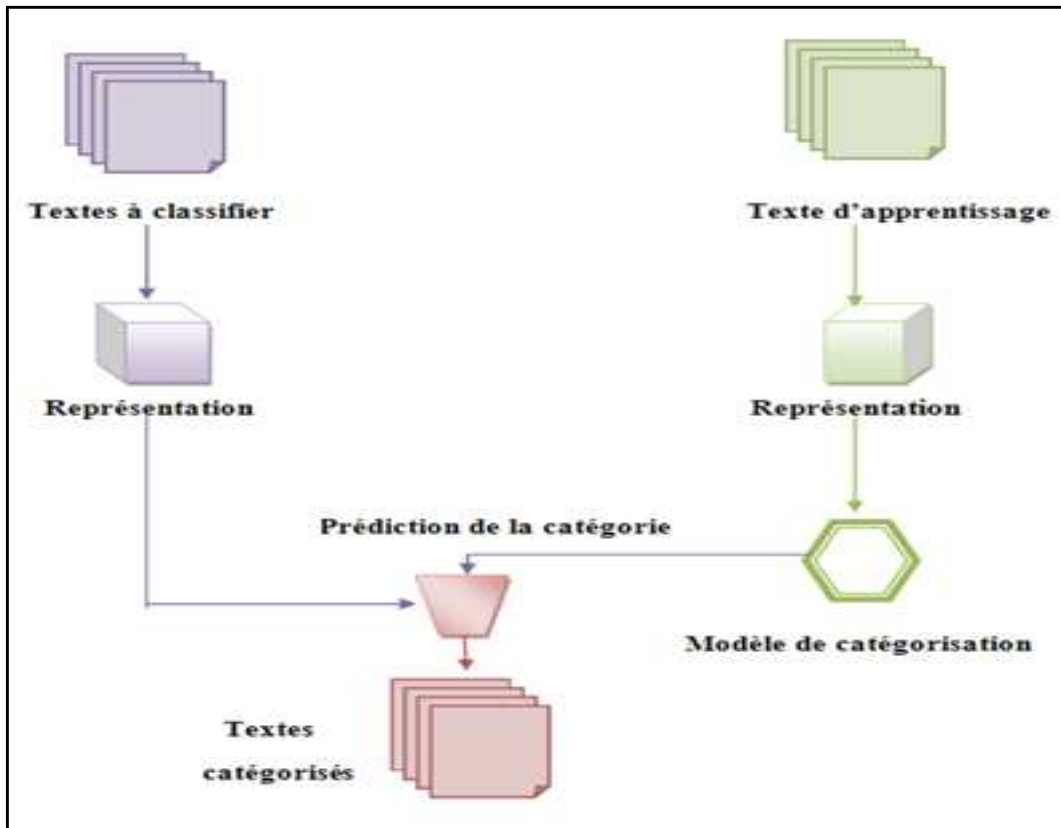 Textes à classifier
Texte d'apprentissage
Représentation
Représentation
Prédiction de la catégorie
Modèle de catégorisation
Textes
catégorisés